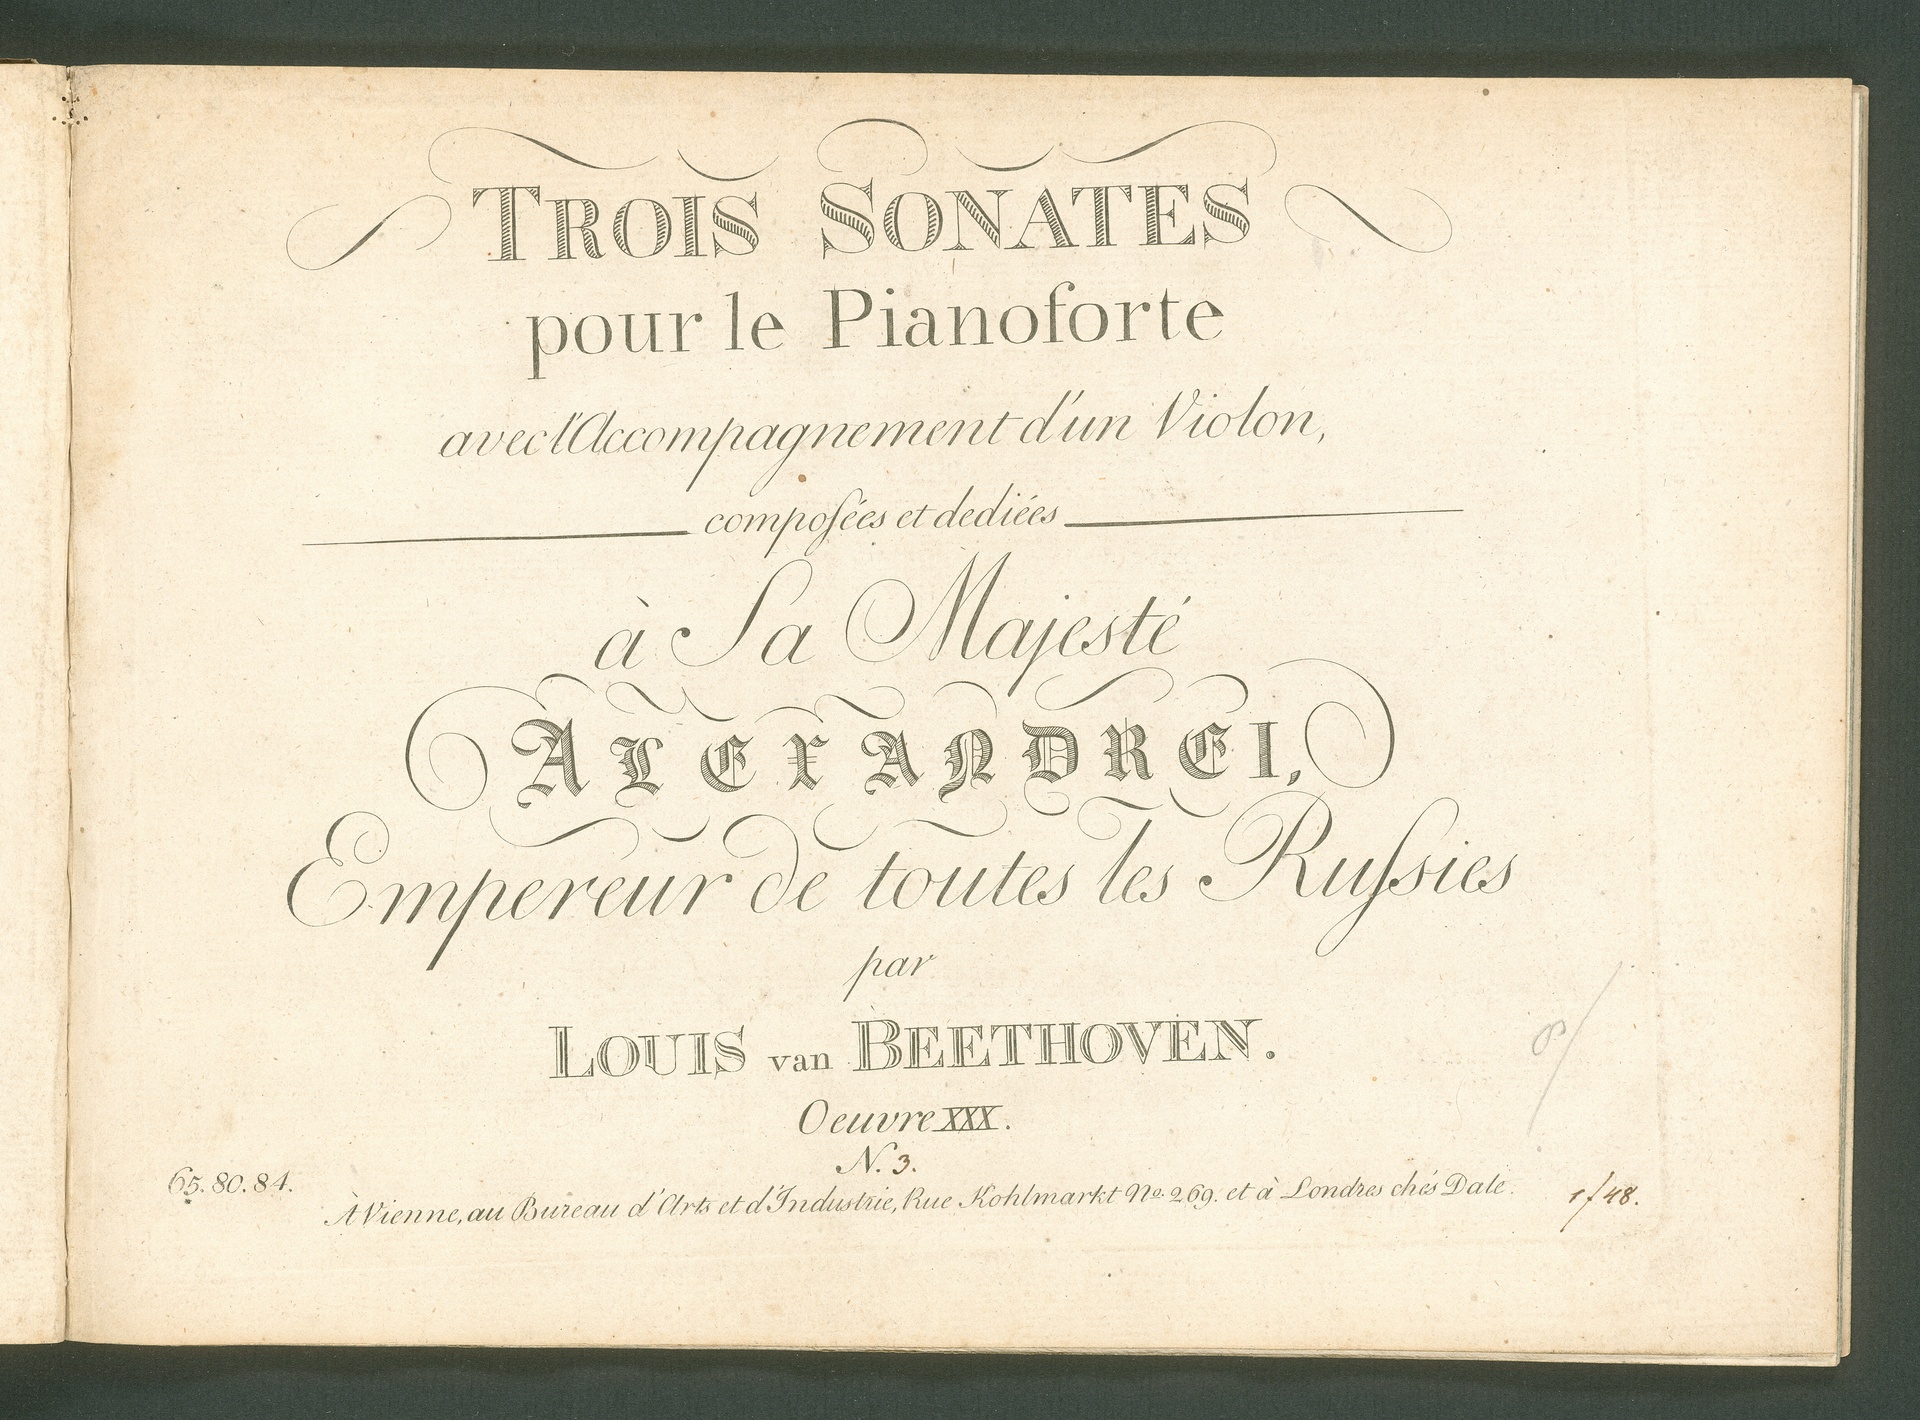 TROIS SONATES
pour le Pianoforte
avec l'Accompagnement d'un Violon,
compoſées et dediées
à Sa Majesté
ALEXANDRE I,
Empereur de toutes les Ruſsies
par
LOUIS van BEETHOVEN.
Oeuvre XXX.
N. 3.
65. 80. 84.
À Vienne, au Bureau d'Arts et d'Industrie, Rue Kohlmarkt No. 269. et à Londres chés Dale.
1f 48.